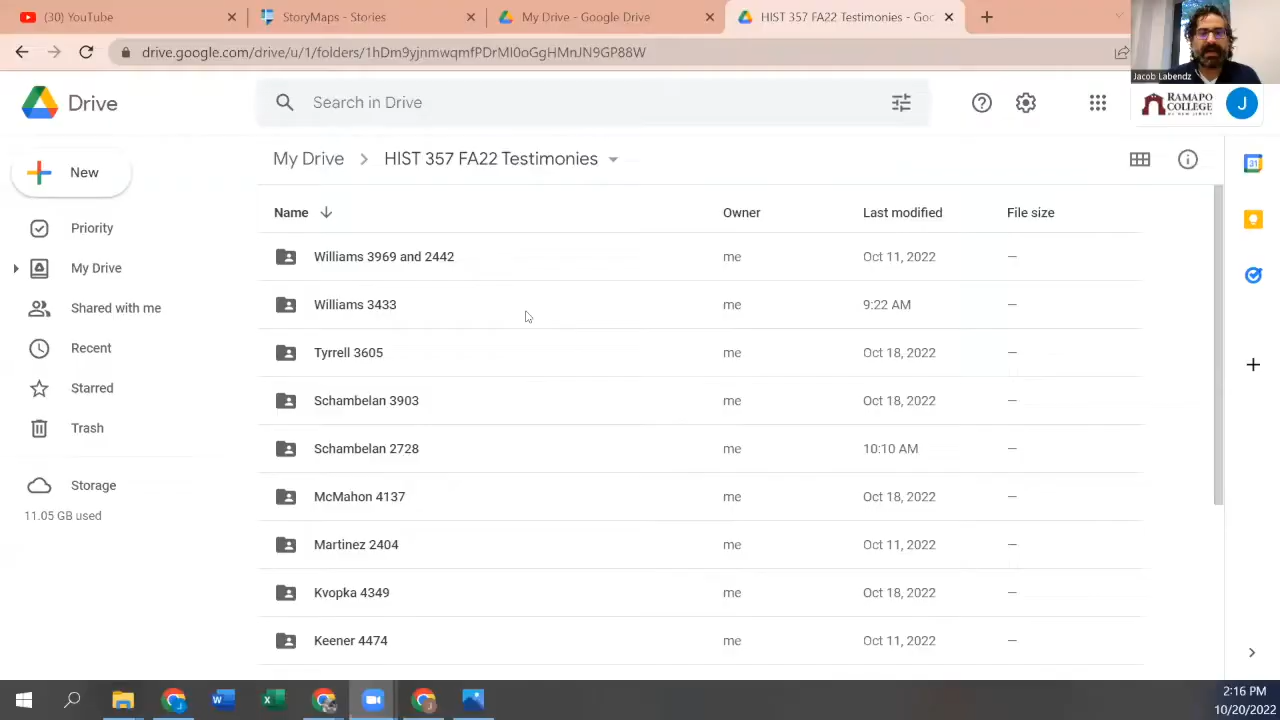 (30) YouTube
StoryMaps - Stories
My Drive - Google Drive
HIST 357 FA22 Testimonies - Goo
drive.google.com/drive/u/1/folders/
Jacob Labendz
Drive
Search in Drive
RAMAPO
COLLEGE
OF NEW JERSEY
J
New
My Drive
HIST 357 FA22 Testimonies
31
Priority
My Drive
Shared with me
Recent
Starred
Trash
Storage
11.05 GB used
Name Owner Last modified File size
Williams 3969 and 2442 me Oct 11, 2022 —
Williams 3433 me 9:22 AM —
Tyrrell 3605 me Oct 18, 2022 —
Schambelan 3903 me Oct 18, 2022 —
Schambelan 2728 me 10:10 AM —
McMahon 4137 me Oct 18, 2022 —
Martinez 2404 me Oct 11, 2022 —
Kvopka 4349 me Oct 18, 2022 —
Keener 4474 me Oct 11, 2022 —
2:16 PM
10/20/2022